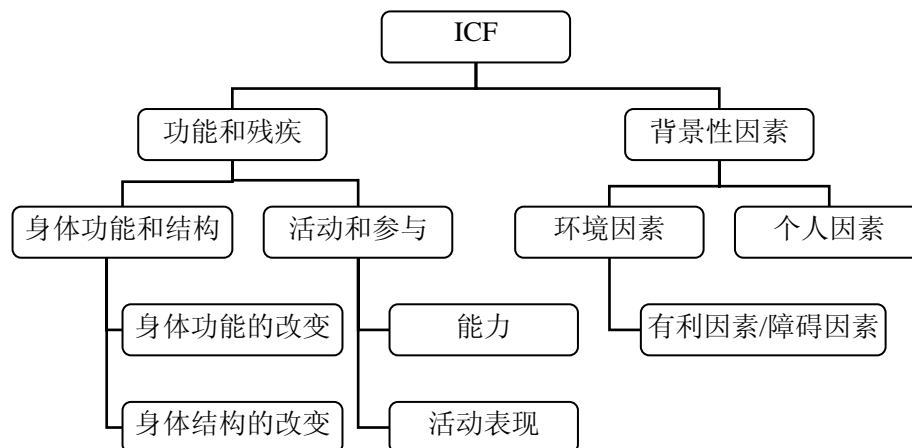 ICF
功能和残疾
背景性因素
身体功能和结构
活动和参与
环境因素
个人因素
身体功能的改变
能力
有利因素/障碍因素
身体结构的改变
活动表现